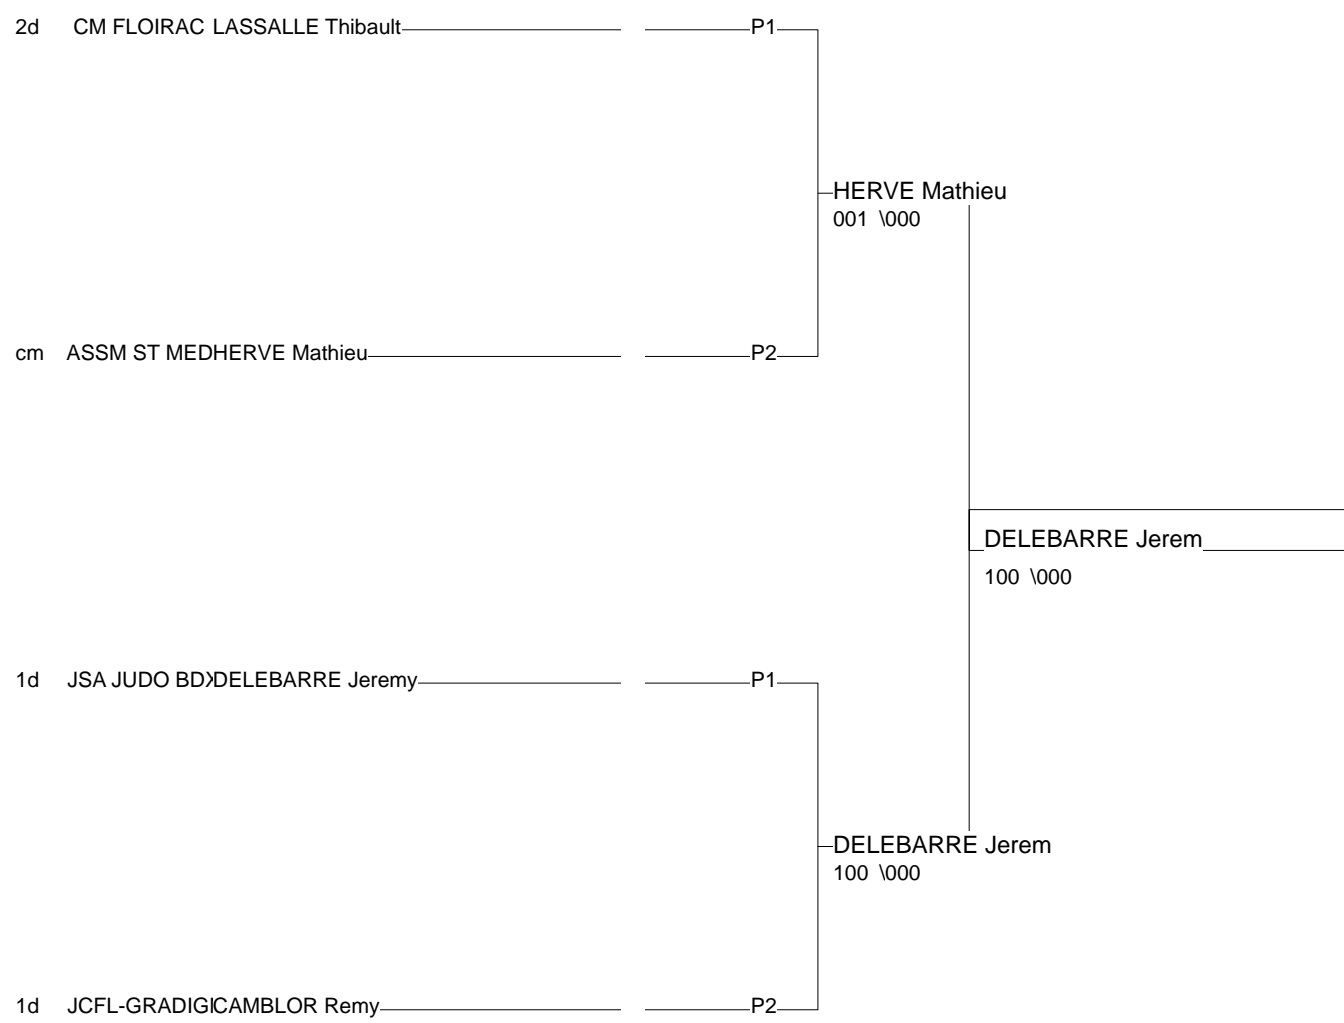 2d CM FLOIRAC LASSALLE Thibault P1
HERVE Mathieu
001 \000
cm ASSM ST MEDHERVE Mathieu P2
DELEBARRE Jerem
100 \000
1d JSA JUDO BDXDELEBARRE Jeremy P1
DELEBARRE Jerem
100 \000
1d JCFL-GRADIGICAMBLOR Remy P2